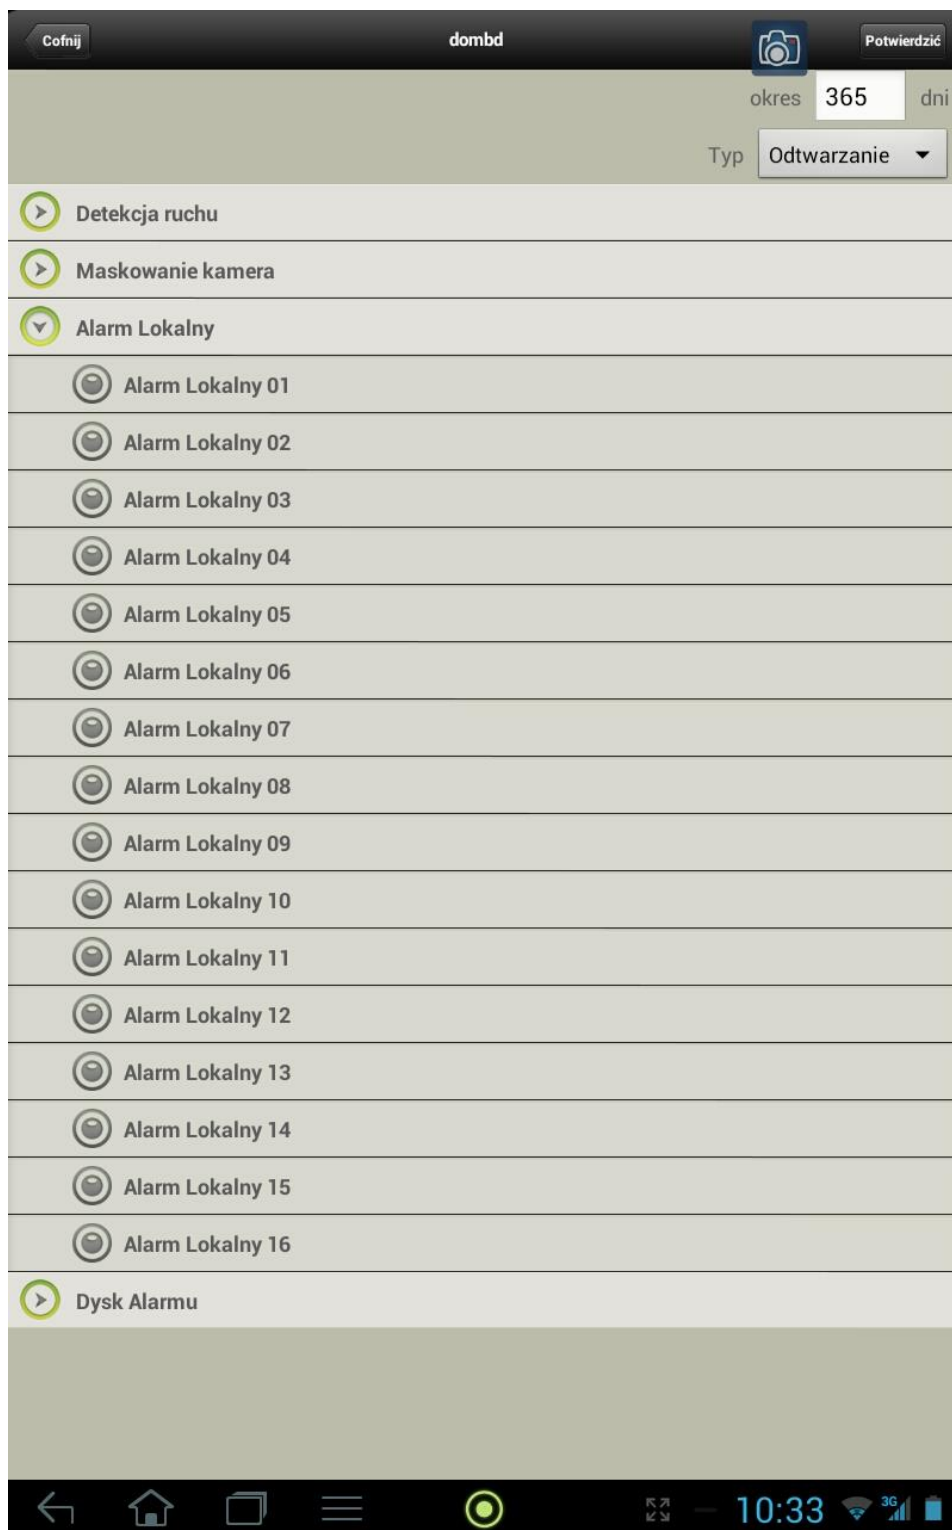 Cofnij dombd Potwierdzić
okres 365 dni
Typ Odtwarzanie
Detekcja ruchu
Maskowanie kamera
Alarm Lokalny
Alarm Lokalny 01
Alarm Lokalny 02
Alarm Lokalny 03
Alarm Lokalny 04
Alarm Lokalny 05
Alarm Lokalny 06
Alarm Lokalny 07
Alarm Lokalny 08
Alarm Lokalny 09
Alarm Lokalny 10
Alarm Lokalny 11
Alarm Lokalny 12
Alarm Lokalny 13
Alarm Lokalny 14
Alarm Lokalny 15
Alarm Lokalny 16
Dysk Alarmu
10:33 3G